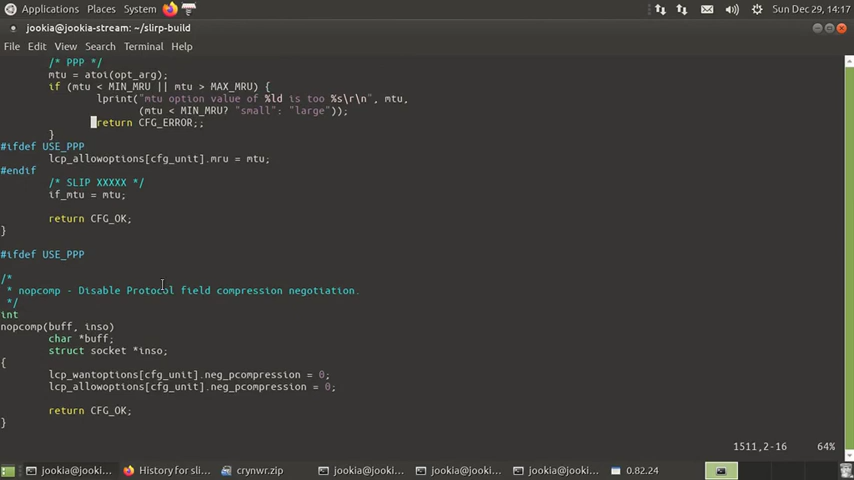 Applications Places System Sun Dec 29, 14:17
jookia@jookia-stream: ~/slirp-build
File Edit View Search Terminal Help
/* PPP */
mtu = atoi(opt_arg);
if (mtu < MIN_MRU || mtu > MAX_MRU) {
lprint("mtu option value of %ld is too %s\r\n", mtu,
(mtu < MIN_MRU? "small": "large"));
return CFG_ERROR;;
}
#ifdef USE_PPP
lcp_allowoptions[cfg_unit].mru = mtu;
#endif
/* SLIP XXXXX */
if_mtu = mtu;
return CFG_OK;
}
#ifdef USE_PPP
/*
* nopcomp - Disable Protocol field compression negotiation.
*/
int
nopcomp(buff, inso)
char *buff;
struct socket *inso;
{
lcp_wantoptions[cfg_unit].neg_pcompression = 0;
lcp_allowoptions[cfg_unit].neg_pcompression = 0;
return CFG_OK;
}
1511,2-16 64%
jookia@jooki... History for sli... crynwr.zip jookia@jooki... jookia@jooki... jookia@jooki... 0.82.24